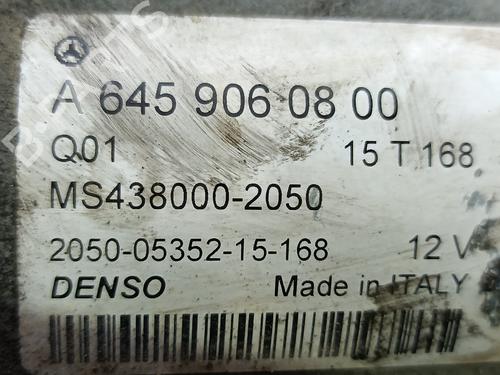 A 645 906 08 00
Q01 15 T 168
MS438000-2050
2050-05352-15-168 12 V
DENSO Made in ITALY